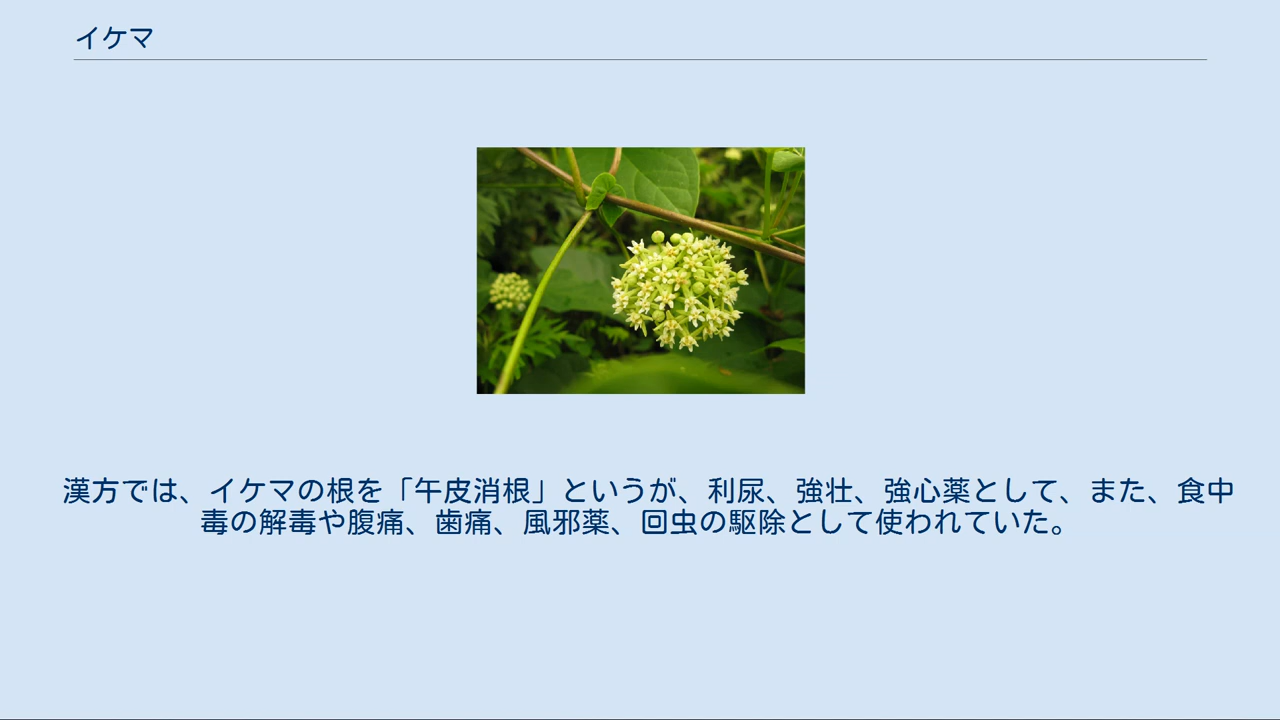 イケマ
漢方では、イケマの根を「午皮消根」というが、利尿、強壮、強心薬として、また、食中
毒の解毒や腹痛、歯痛、風邪薬、回虫の駆除として使われていた。